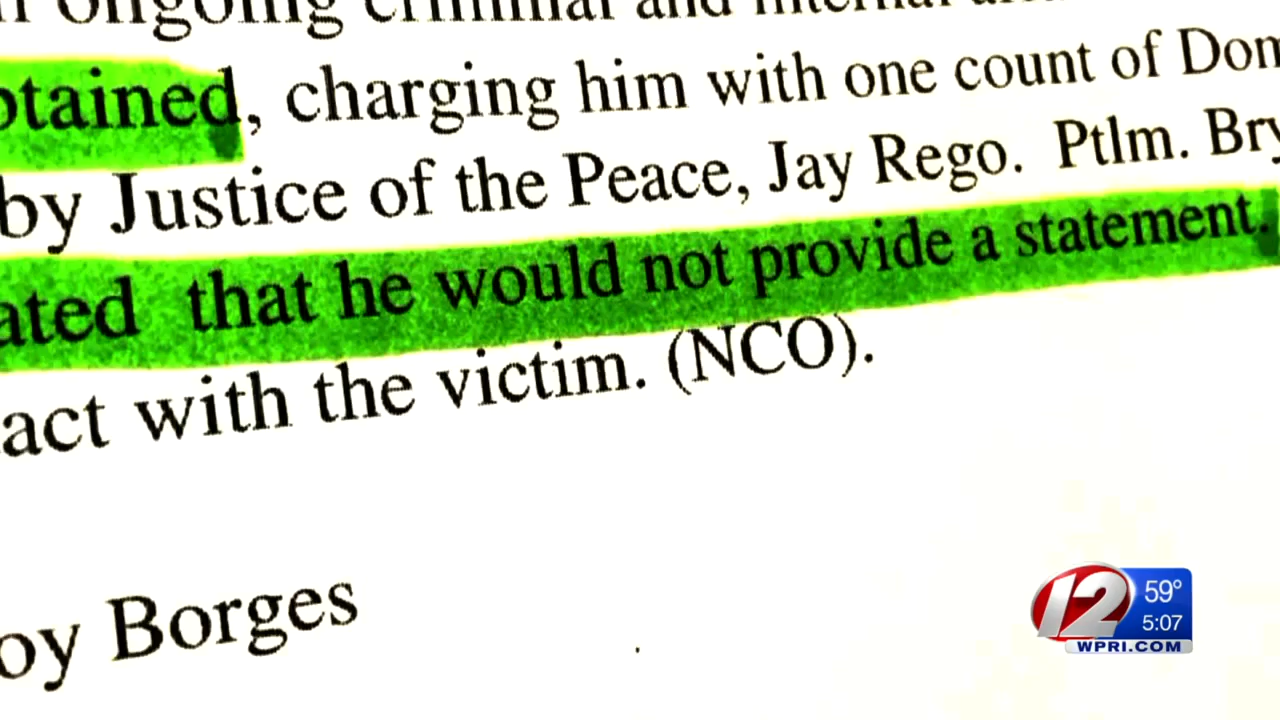 ongoing criminal and internal
otained, charging him with one count of Dom
by Justice of the Peace, Jay Rego. Ptlm. Bry
ated that he would not provide a statement.
act with the victim. (NCO).
oy Borges
12 59°
5:07
WPRI.COM